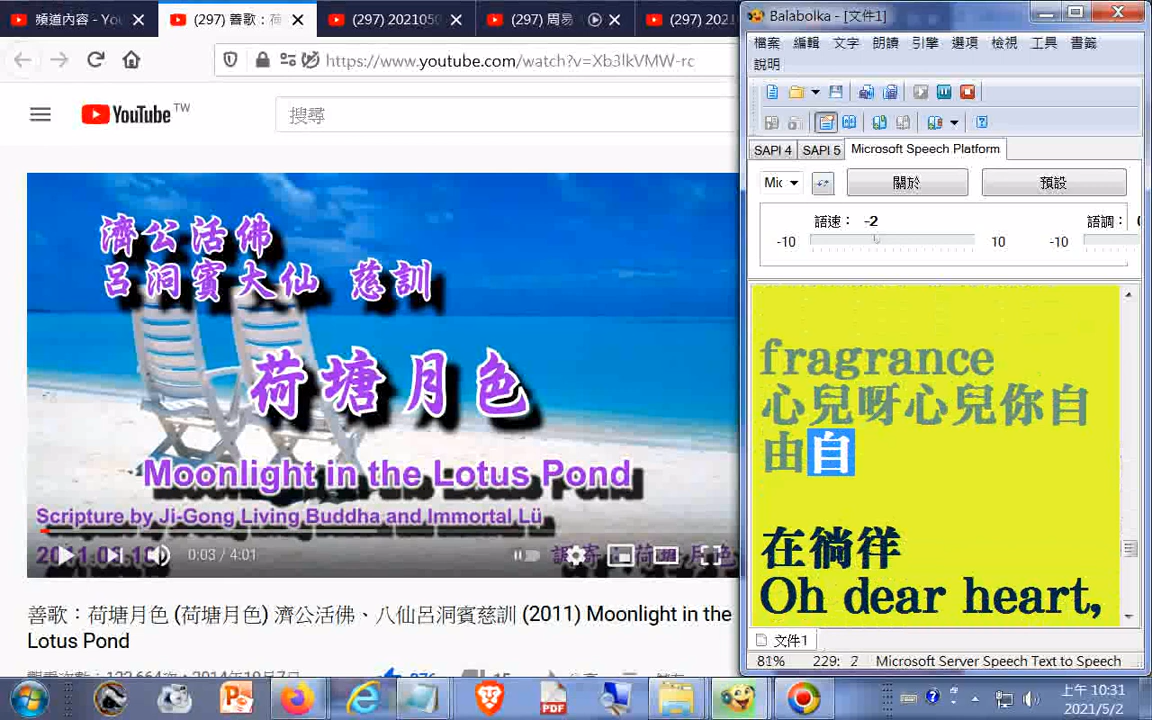 頻道內容 - You
(297) 善歌：荷
(297) 2021050
(297) 周易
(297) 202
https://www.youtube.com/watch?v=Xb3lkVMW-rc
YouTube TW
搜尋
濟公活佛
呂洞賓大仙 慈訓
荷塘月色
Moonlight in the Lotus Pond
Scripture by Ji-Gong Living Buddha and Immortal Lü
0:03 / 4:01
善歌：荷塘月色 (荷塘月色) 濟公活佛、八仙呂洞賓慈訓 (2011) Moonlight in the
Lotus Pond
Balabolka - [文件1]
檔案 編輯 文字 朗讀 引擎 選項 檢視 工具 書籤
說明
SAPI 4 SAPI 5 Microsoft Speech Platform
Mic 關於 預設
語速： -2 語調：
-10 10 -10
fragrance
心兒呀心兒你自
由自
在徜徉
Oh dear heart,
文件1
81% 229: 2 Microsoft Server Speech Text to Speech
PDF
上午 10:31
2021/5/2